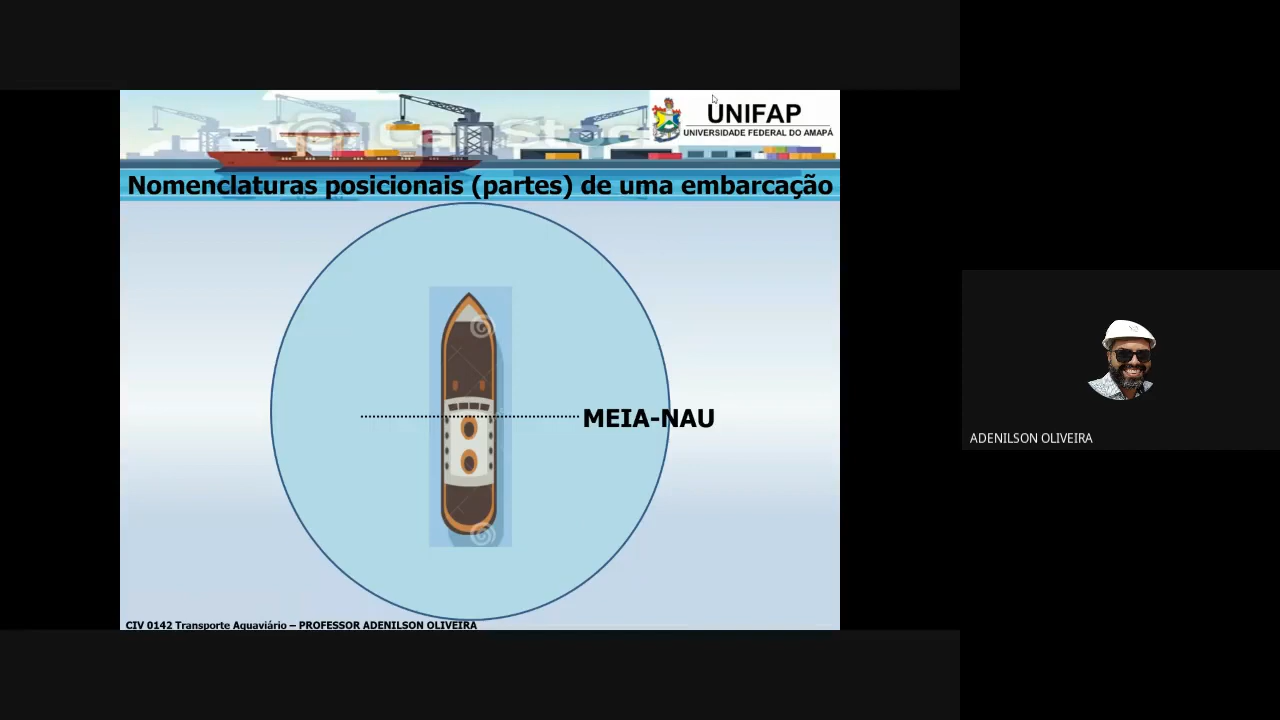 UNIFAP
UNIVERSIDADE FEDERAL DO AMAPÁ
Nomenclaturas posicionais (partes) de uma embarcação
MEIA-NAU
ADENILSON OLIVEIRA
CIV 0142 Transporte Aquaviário – PROFESSOR ADENILSON OLIVEIRA